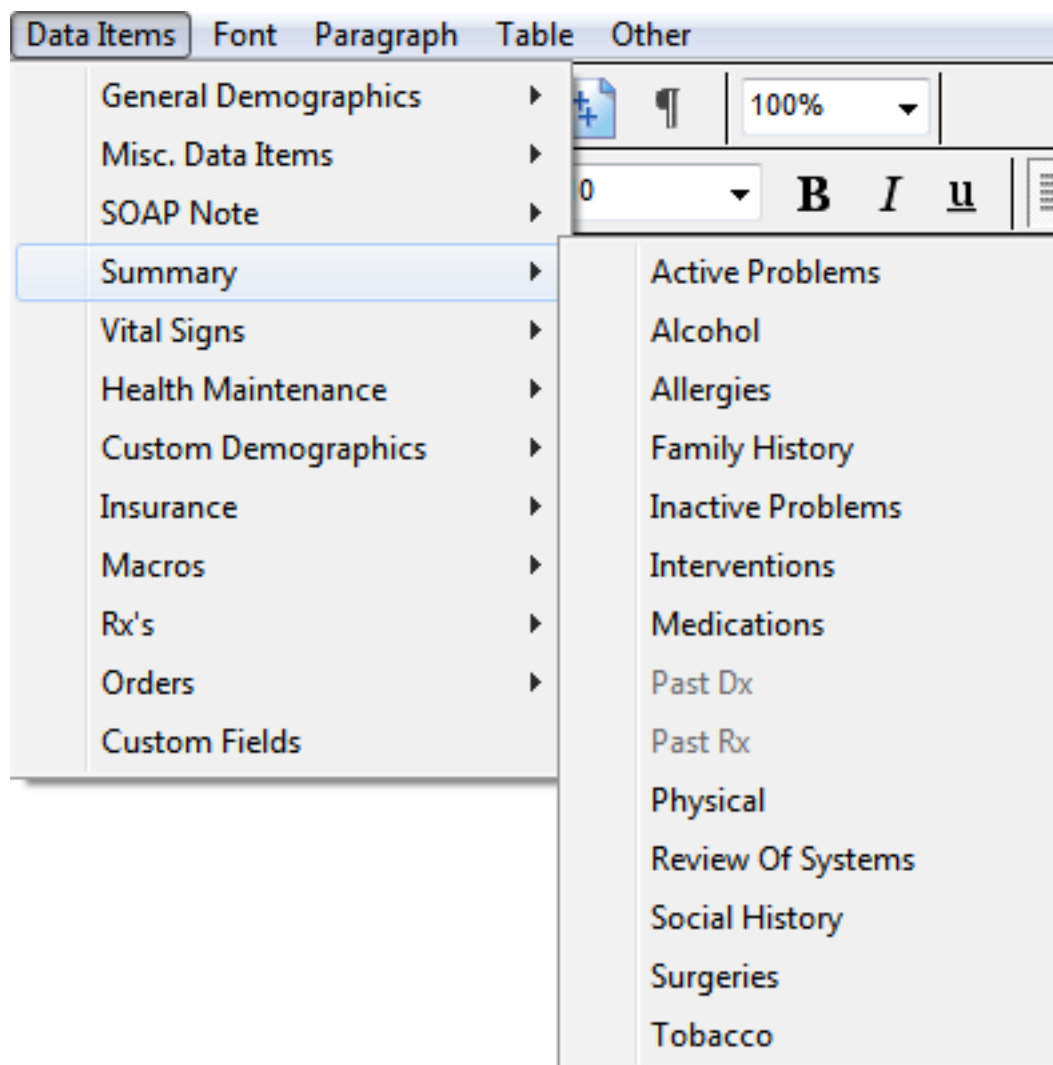 Data Items Font Paragraph Table Other
General Demographics
Misc. Data Items
SOAP Note
Summary
Vital Signs
Health Maintenance
Custom Demographics
Insurance
Macros
Rx's
Orders
Custom Fields
¶ 100%
0 B I u
Active Problems
Alcohol
Allergies
Family History
Inactive Problems
Interventions
Medications
Past Dx
Past Rx
Physical
Review Of Systems
Social History
Surgeries
Tobacco